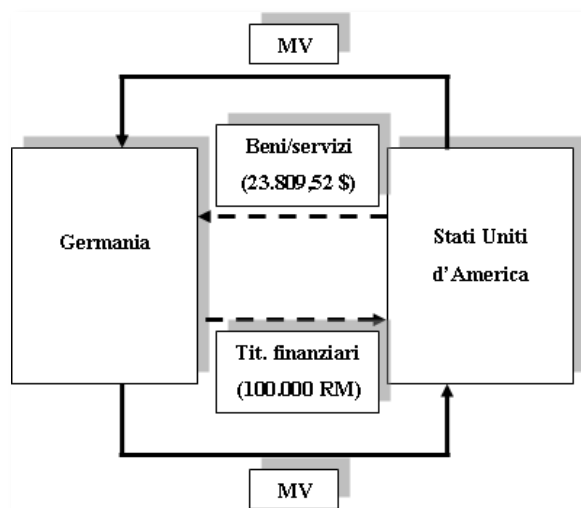 MV
Beni/servizi
(23.809,52 $)
Germania
Stati Uniti
d'America
Tit. finanziari
(100.000 RM)
MV